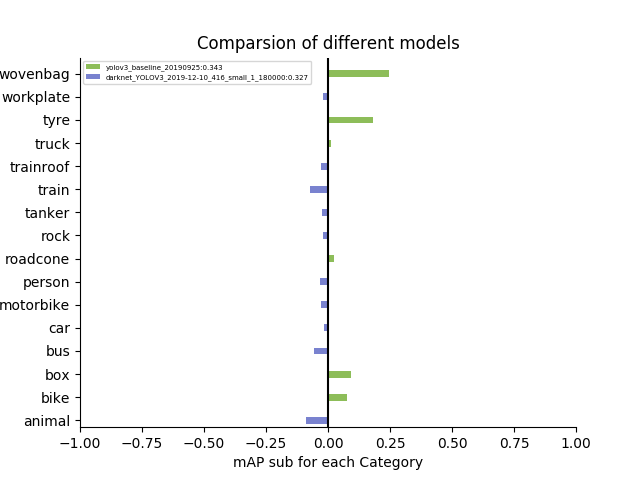 Comparsion of different models
yolov3_baseline_20190925:0.343
darknet_YOLOV3_2019-12-10_416_small_1_180000:0.327
wovenbag
workplate
tyre
truck
trainroof
train
tanker
rock
roadcone
person
motorbike
car
bus
box
bike
animal
−1.00 −0.75 −0.50 −0.25 0.00 0.25 0.50 0.75 1.00
mAP sub for each Category